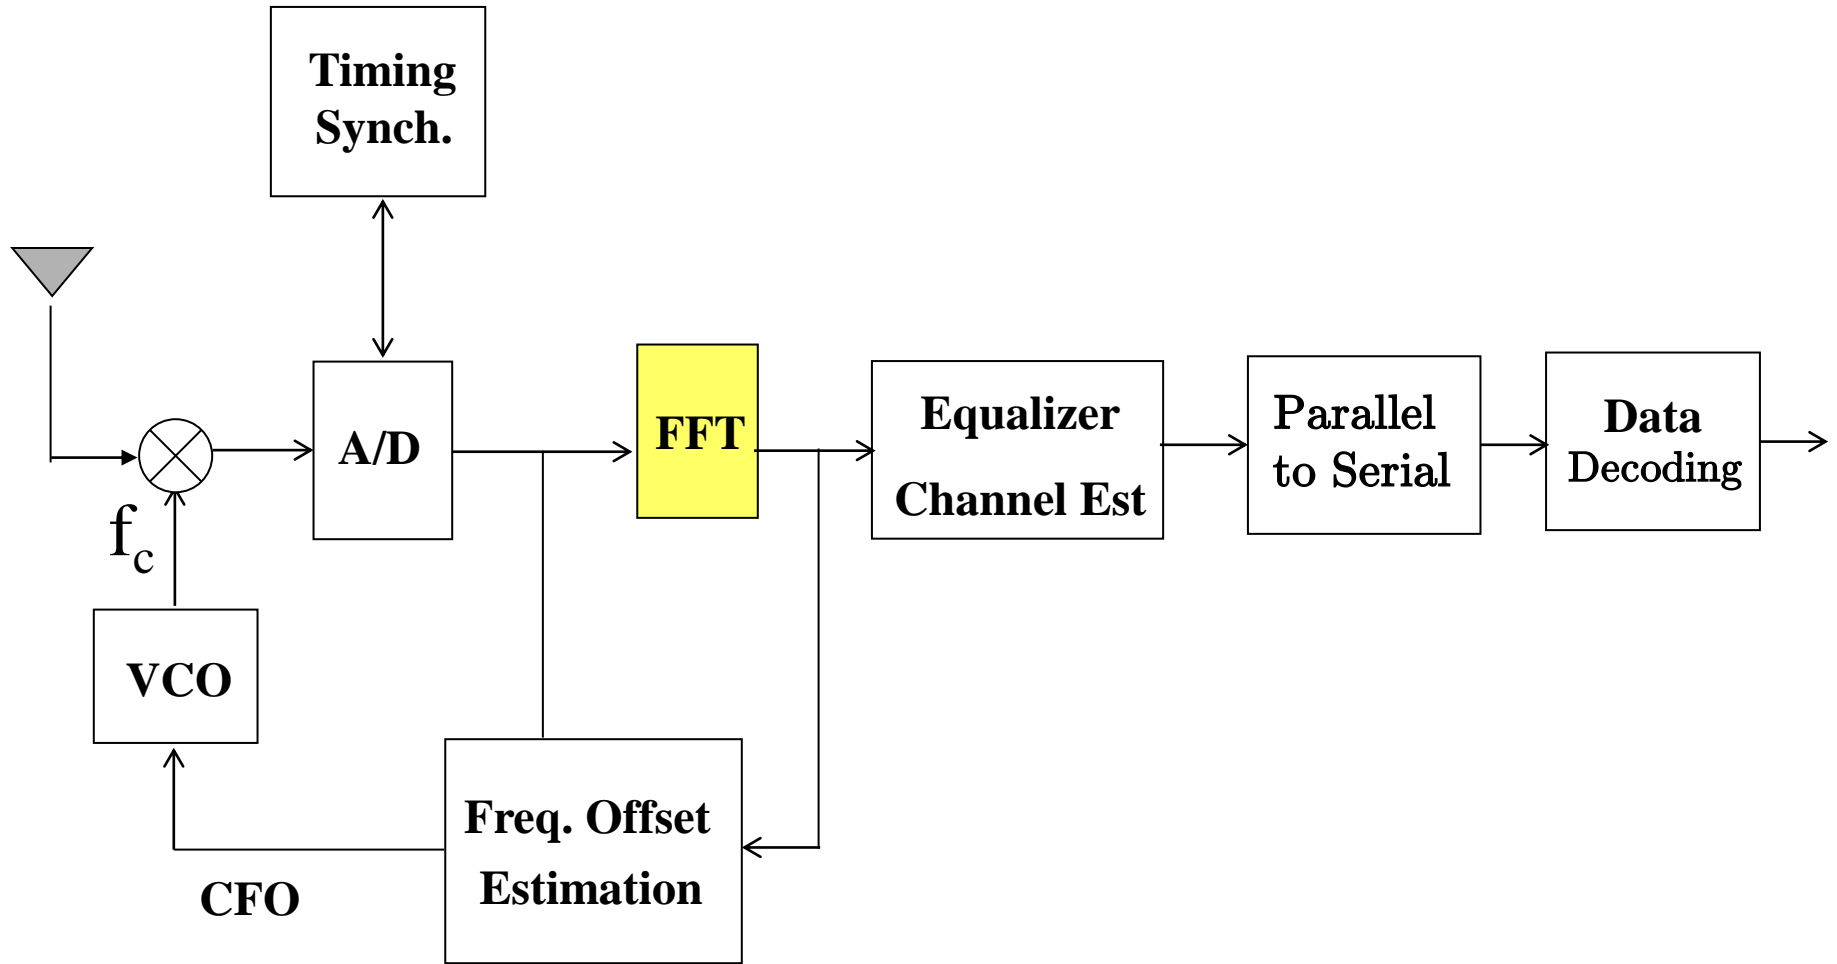 Timing
Synch.
A/D
FFT
Equalizer
Channel Est
Parallel
to Serial
Data
Decoding
fc
VCO
Freq. Offset
Estimation
CFO